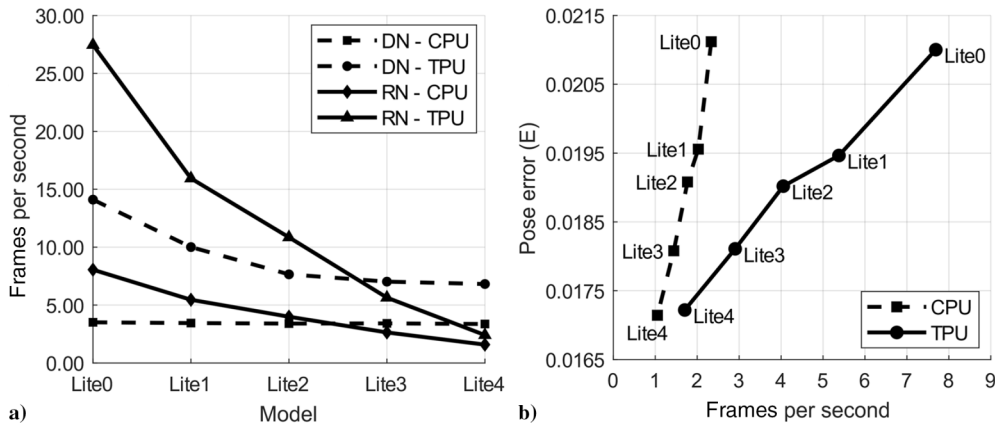 30.00
25.00
20.00
15.00
10.00
5.00
0.00
Frames per second
Lite0 Lite1 Lite2 Lite3 Lite4
Model
DN - CPU
DN - TPU
RN - CPU
RN - TPU
a)
0.0215
0.0205
0.0195
0.0185
0.0175
0.0165
Pose error (E)
Lite0
Lite1
Lite2
Lite3
Lite4
Lite0
Lite1
Lite2
Lite3
Lite4
CPU
TPU
0 1 2 3 4 5 6 7 8 9
Frames per second
b)